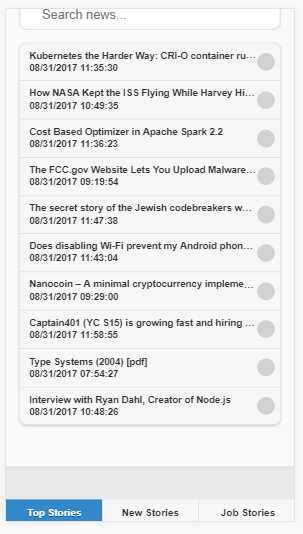 Search news...
Kubernetes the Harder Way: CRI-O container ru...
08/31/2017 11:35:30
How NASA Kept the ISS Flying While Harvey Hi...
08/31/2017 10:49:35
Cost Based Optimizer in Apache Spark 2.2
08/31/2017 11:36:23
The FCC.gov Website Lets You Upload Malware...
08/31/2017 09:19:54
The secret story of the Jewish codebreakers w...
08/31/2017 11:47:38
Does disabling Wi-Fi prevent my Android phon...
08/31/2017 11:43:04
Nanocoin – A minimal cryptocurrency impleme...
08/31/2017 09:29:00
Captain401 (YC S15) is growing fast and hiring ...
08/31/2017 11:58:55
Type Systems (2004) [pdf]
08/31/2017 07:54:27
Interview with Ryan Dahl, Creator of Node.js
08/31/2017 10:48:26
Top Stories New Stories Job Stories